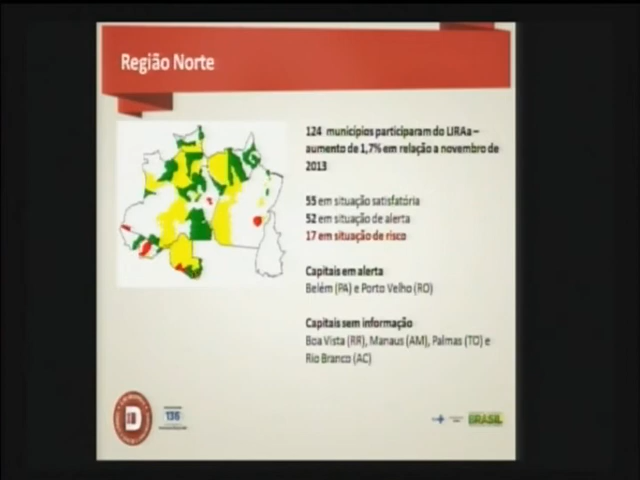 Região Norte
124 municípios participaram do LIRAa –
aumento de 1,7% em relação a novembro de
2013
55 em situação satisfatória
52 em situação de alerta
17 em situação de risco
Capitais em alerta
Belém (PA) e Porto Velho (RO)
Capitais sem informação
Boa Vista (RR), Manaus (AM), Palmas (TO) e
Rio Branco (AC)
136
BRASIL